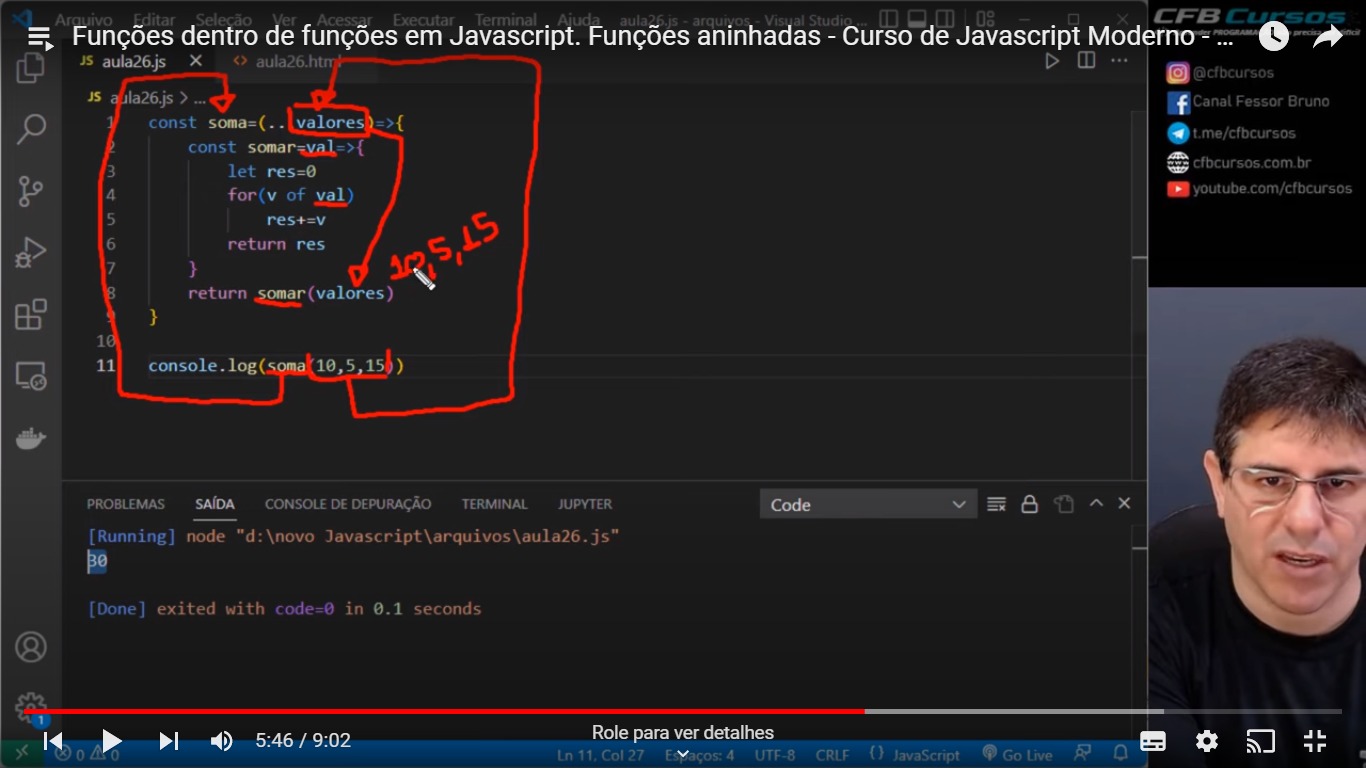 Arquivo Editar Seleção Ver Acessar Executar Terminal Ajuda aula26.js - arquivos - Visual Studio ...
CFB Cursos
Funções dentro de funções em Javascript. Funções aninhadas - Curso de Javascript Moderno - ...
JS aula26.js
<> aula26.html
JS aula26.js > ...
@cfbcursos
Canal Fessor Bruno
t.me/cfbcursos
cfbcursos.com.br
youtube.com/cfbcursos
1 const soma=(...valores)=>{
2 const somar=val=>{
3 let res=0
4 for(v of val)
5 res+=v
6 return res
7 }
8 return somar(valores)
9 }
10
11 console.log(soma(10,5,15))
10,5,15
PROBLEMAS SAÍDA CONSOLE DE DEPURAÇÃO TERMINAL JUPYTER Code
[Running] node "d:\novo Javascript\arquivos\aula26.js"
30
[Done] exited with code=0 in 0.1 seconds
1
5:46 / 9:02
Role para ver detalhes
0 0 Ln 11, Col 27 Espaços: 4 UTF-8 CRLF {} JavaScript Go Live